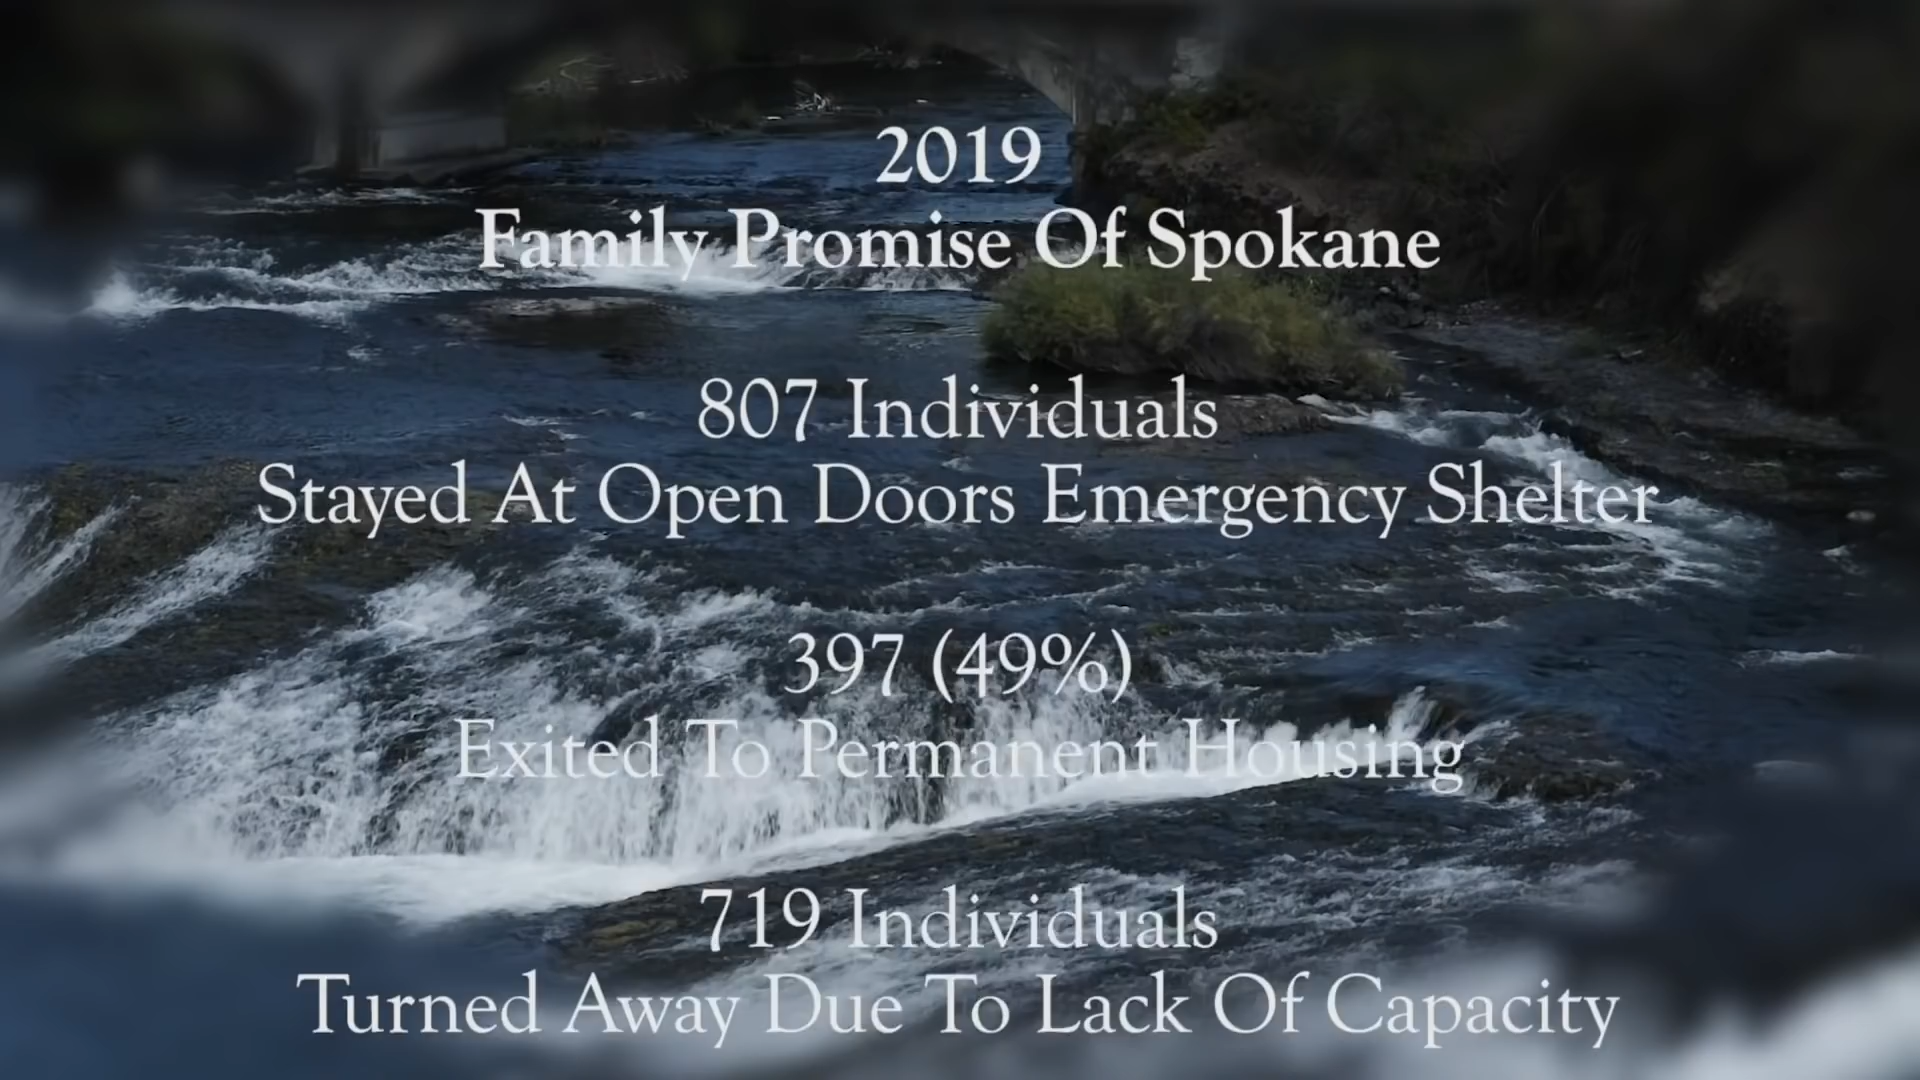 2019
Family Promise Of Spokane
807 Individuals
Stayed At Open Doors Emergency Shelter
397 (49%)
Exited To Permanent Housing
719 Individuals
Turned Away Due To Lack Of Capacity